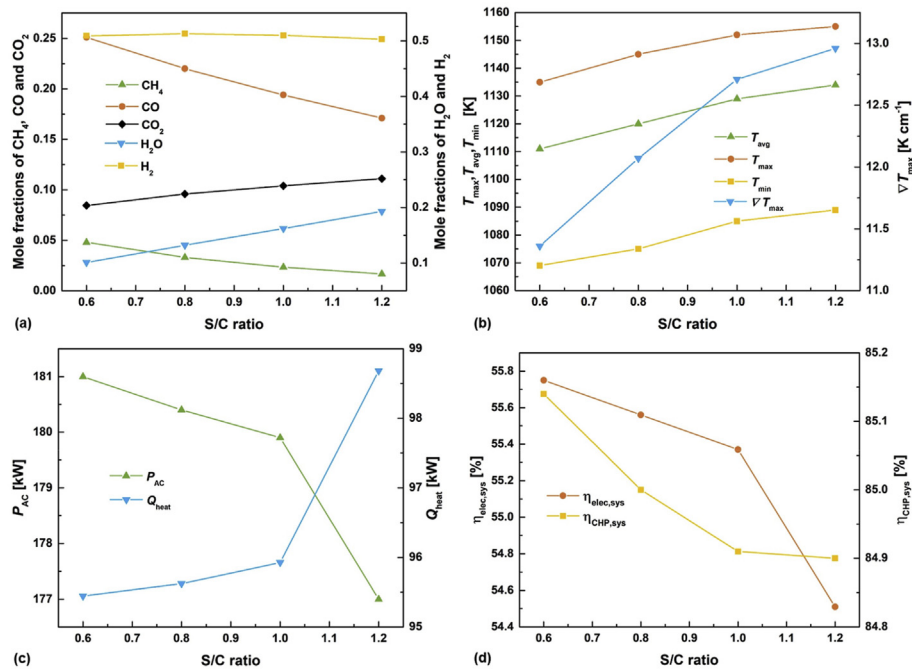 Mole fractions of CH4, CO and CO2
0.25
0.20
0.15
0.10
0.05
0.00
CH4
CO
CO2
H2O
H2
0.5
0.4
0.3
0.2
0.1
Mole fractions of H2O and H2
0.6 0.7 0.8 0.9 1.0 1.1 1.2
(a) S/C ratio
Tmax, Tavg, Tmin [K]
1160
1150
1140
1130
1120
1110
1100
1090
1080
1070
1060
Tavg
Tmax
Tmin
∇Tmax
13.0
12.5
12.0
11.5
11.0
∇Tmax [K cm-1]
0.6 0.7 0.8 0.9 1.0 1.1 1.2
(b) S/C ratio
PAC [kW]
181
180
179
178
177
PAC
Qheat
99
98
97
96
95
Qheat [kW]
0.6 0.7 0.8 0.9 1.0 1.1 1.2
(c) S/C ratio
ηelec,sys [%]
55.8
55.6
55.4
55.2
55.0
54.8
54.6
54.4
ηelec,sys
ηCHP,sys
85.2
85.1
85.0
84.9
84.8
ηCHP,sys [%]
0.6 0.7 0.8 0.9 1.0 1.1 1.2
(d) S/C ratio